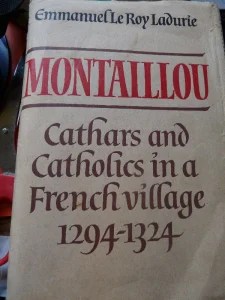 Emmanuel Le Roy Ladurie
MONTAILLOU
Cathars and
Catholics in a
French village
1294-1324